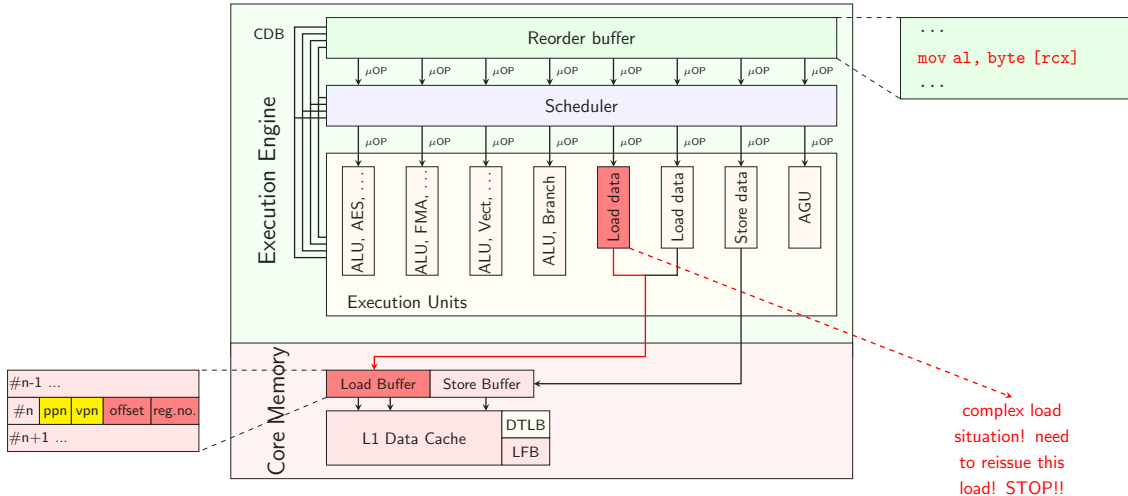 CDB
Reorder buffer
...
mov al, byte [rcx]
...
μOP μOP μOP μOP μOP μOP μOP μOP
Scheduler
μOP μOP μOP μOP μOP μOP μOP μOP
Execution Engine
ALU, AES, ...
ALU, FMA, ...
ALU, Vect, ...
ALU, Branch
Load data
Load data
Store data
AGU
Execution Units
Core Memory
Load Buffer
Store Buffer
#n-1 ...
#n ppn vpn offset reg.no.
#n+1 ...
L1 Data Cache
DTLB
LFB
complex load
situation! need
to reissue this
load! STOP!!